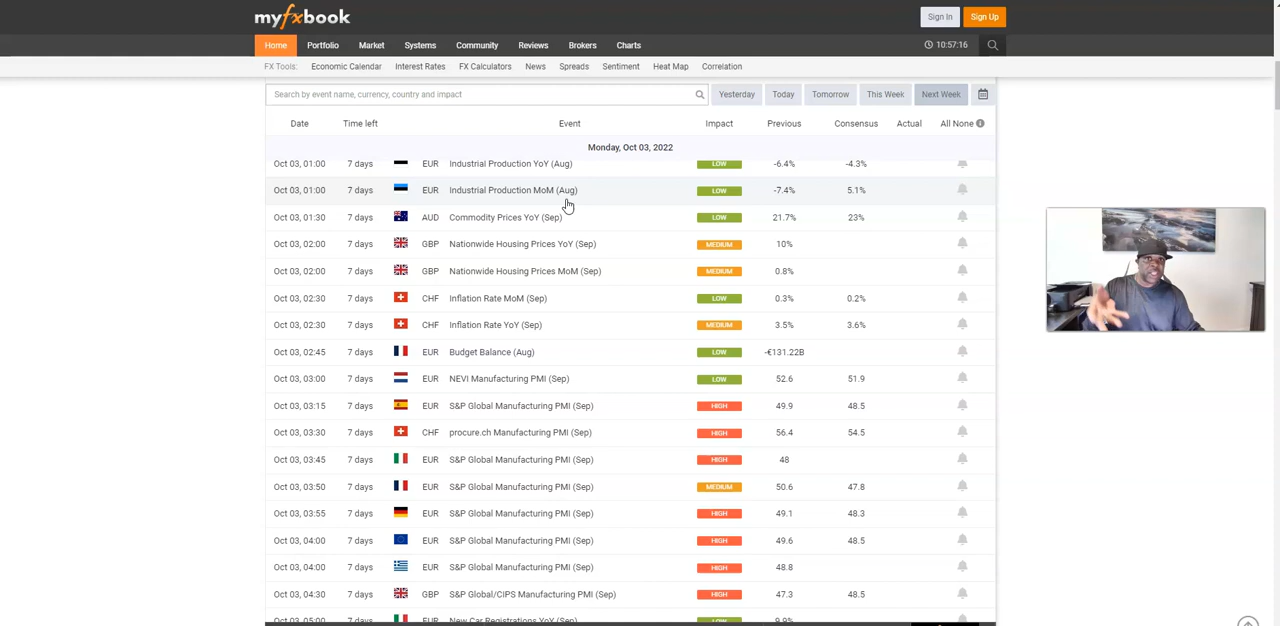 myfxbook
Sign In Sign Up
Home Portfolio Market Systems Community Reviews Brokers Charts 10:57:16
FX Tools: Economic Calendar Interest Rates FX Calculators News Spreads Sentiment Heat Map Correlation
Search by event name, currency, country and impact Yesterday Today Tomorrow This Week Next Week
Date Time left Event Impact Previous Consensus Actual All None
Monday, Oct 03, 2022
Oct 03, 01:00 7 days EUR Industrial Production YoY (Aug) LOW -6.4% -4.3%
Oct 03, 01:00 7 days EUR Industrial Production MoM (Aug) LOW -7.4% 5.1%
Oct 03, 01:30 7 days AUD Commodity Prices YoY (Sep) LOW 21.7% 23%
Oct 03, 02:00 7 days GBP Nationwide Housing Prices YoY (Sep) MEDIUM 10%
Oct 03, 02:00 7 days GBP Nationwide Housing Prices MoM (Sep) MEDIUM 0.8%
Oct 03, 02:30 7 days CHF Inflation Rate MoM (Sep) LOW 0.3% 0.2%
Oct 03, 02:30 7 days CHF Inflation Rate YoY (Sep) MEDIUM 3.5% 3.6%
Oct 03, 02:45 7 days EUR Budget Balance (Aug) LOW -€131.22B
Oct 03, 03:00 7 days EUR NEVI Manufacturing PMI (Sep) LOW 52.6 51.9
Oct 03, 03:15 7 days EUR S&P Global Manufacturing PMI (Sep) HIGH 49.9 48.5
Oct 03, 03:30 7 days CHF procure.ch Manufacturing PMI (Sep) HIGH 56.4 54.5
Oct 03, 03:45 7 days EUR S&P Global Manufacturing PMI (Sep) HIGH 48
Oct 03, 03:50 7 days EUR S&P Global Manufacturing PMI (Sep) MEDIUM 50.6 47.8
Oct 03, 03:55 7 days EUR S&P Global Manufacturing PMI (Sep) HIGH 49.1 48.3
Oct 03, 04:00 7 days EUR S&P Global Manufacturing PMI (Sep) HIGH 49.6 48.5
Oct 03, 04:00 7 days EUR S&P Global Manufacturing PMI (Sep) HIGH 48.8
Oct 03, 04:30 7 days GBP S&P Global/CIPS Manufacturing PMI (Sep) HIGH 47.3 48.5
Oct 03, 05:00 7 days EUR New Car Registrations YoY (Sep) LOW 9.9%